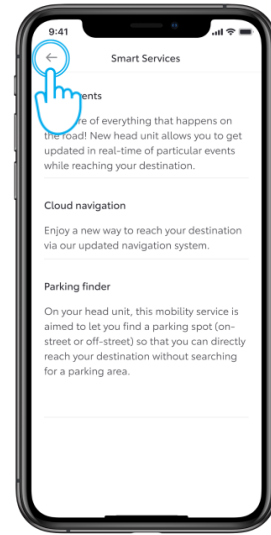 9:41
Smart Services
ents
re of everything that happens on
the road! New head unit allows you to get
updated in real-time of particular events
while reaching your destination.
Cloud navigation
Enjoy a new way to reach your destination
via our updated navigation system.
Parking finder
On your head unit, this mobility service is
aimed to let you find a parking spot (on-
street or off-street) so that you can directly
reach your destination without searching
for a parking area.